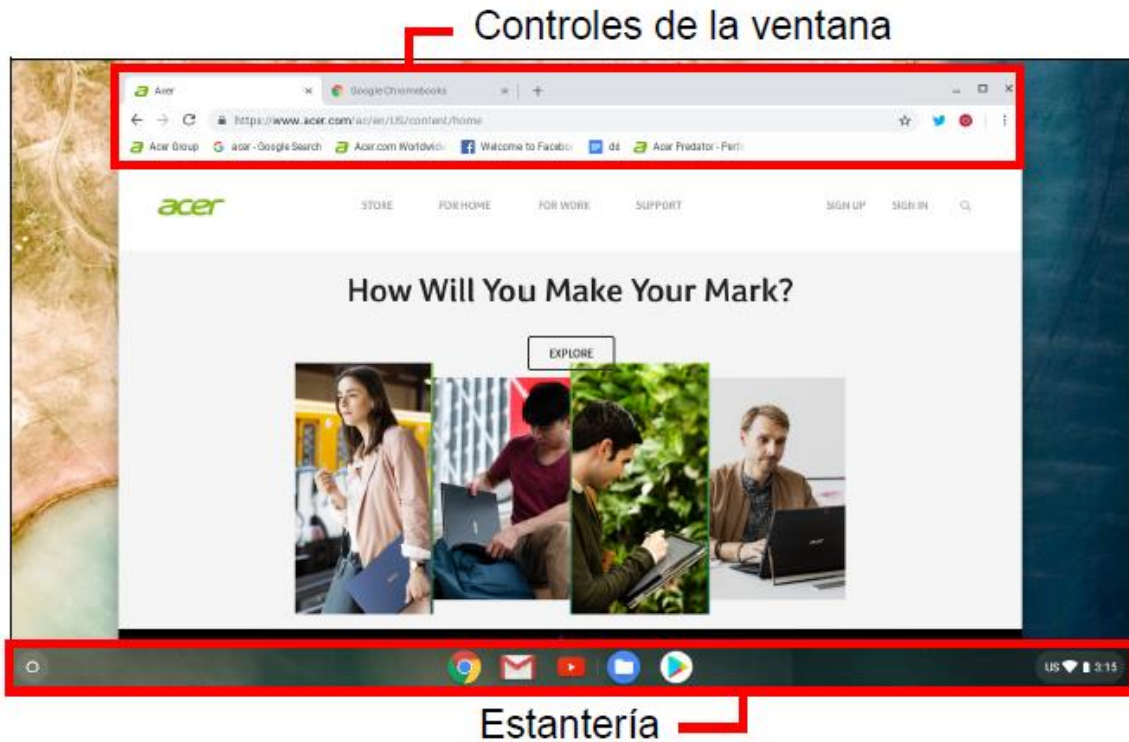 Controles de la ventana
Acer
Google Chromebooks
https://www.acer.com/ac/en/US/content/home
Acer Group acer - Google Search Acer.com Worldwide Welcome to Facebo dd Acer Predator - Perfo
acer STORE FOR HOME FOR WORK SUPPORT SIGN UP SIGN IN
How Will You Make Your Mark?
EXPLORE
US 3:15
Estantería